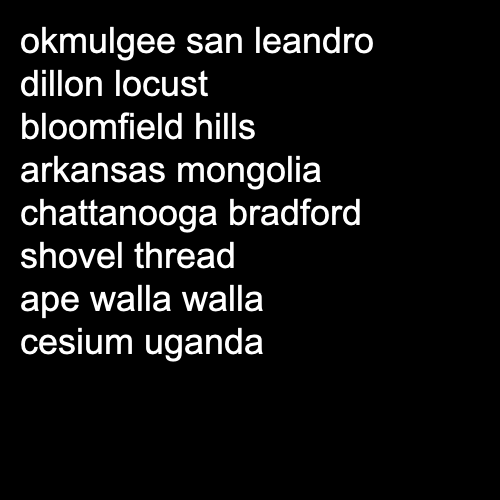 okmulgee san leandro
dillon locust
bloomfield hills
arkansas mongolia
chattanooga bradford
shovel thread
ape walla walla
cesium uganda